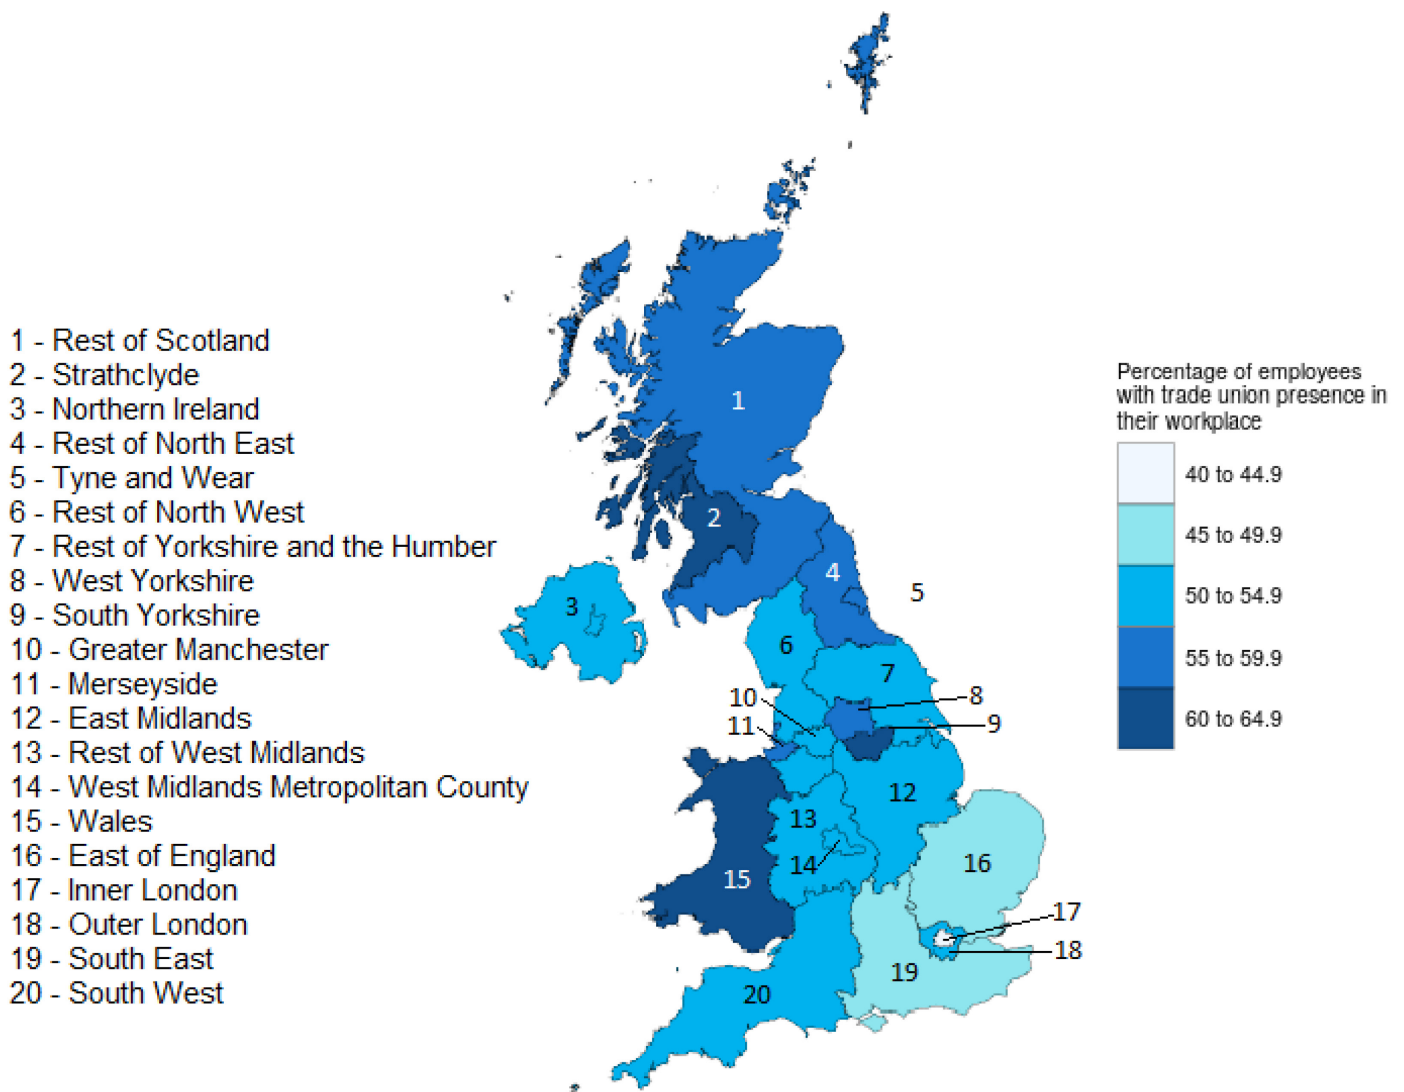 1 - Rest of Scotland
2 - Strathclyde
3 - Northern Ireland
4 - Rest of North East
5 - Tyne and Wear
6 - Rest of North West
7 - Rest of Yorkshire and the Humber
8 - West Yorkshire
9 - South Yorkshire
10 - Greater Manchester
11 - Merseyside
12 - East Midlands
13 - Rest of West Midlands
14 - West Midlands Metropolitan County
15 - Wales
16 - East of England
17 - Inner London
18 - Outer London
19 - South East
20 - South West
1
2
3
4
5
6
7
8
9
10
11
12
13
14
15
16
17
18
19
20
Percentage of employees
with trade union presence in
their workplace
40 to 44.9
45 to 49.9
50 to 54.9
55 to 59.9
60 to 64.9